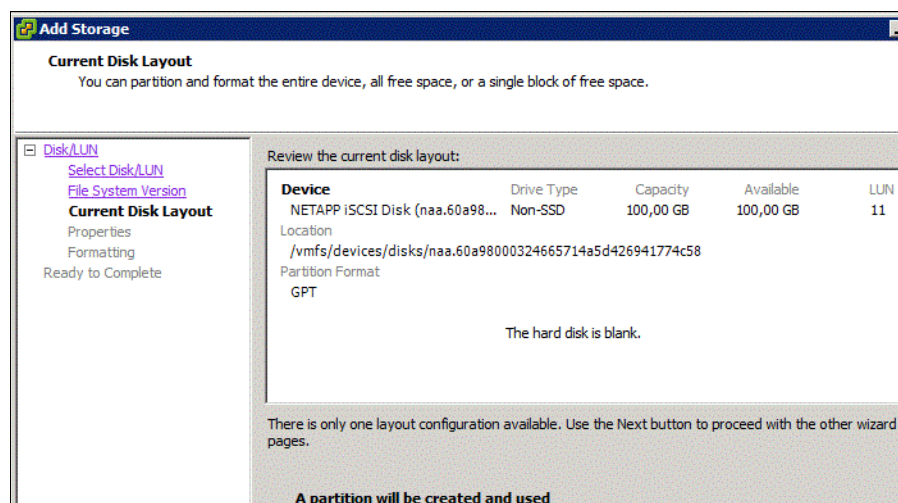 Add Storage
Current Disk Layout
You can partition and format the entire device, all free space, or a single block of free space.
Disk/LUN
Select Disk/LUN
File System Version
Current Disk Layout
Properties
Formatting
Ready to Complete
Review the current disk layout:
Device Drive Type Capacity Available LUN
NETAPP iSCSI Disk (naa.60a98... Non-SSD 100,00 GB 100,00 GB 11
Location
/vmfs/devices/disks/naa.60a98000324665714a5d426941774c58
Partition Format
GPT
The hard disk is blank.
There is only one layout configuration available. Use the Next button to proceed with the other wizard
pages.
A partition will be created and used